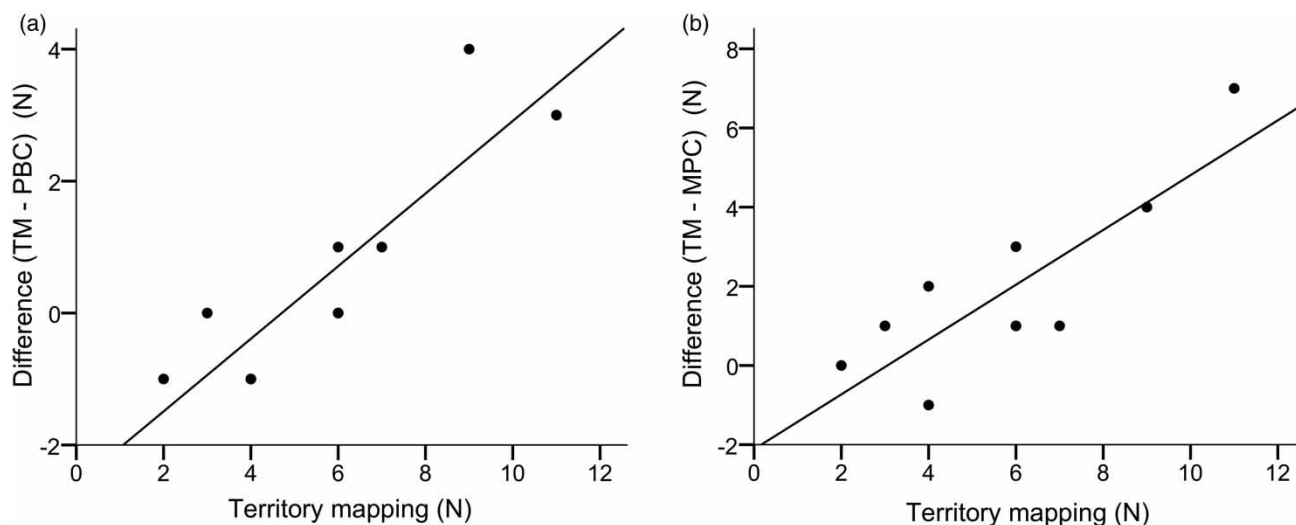 (a)
Difference (TM - PBC)  (N)
4
2
0
-2
0 2 4 6 8 10 12
Territory mapping (N)
(b)
Difference (TM - MPC)  (N)
8
6
4
2
0
-2
0 2 4 6 8 10 12
Territory mapping (N)